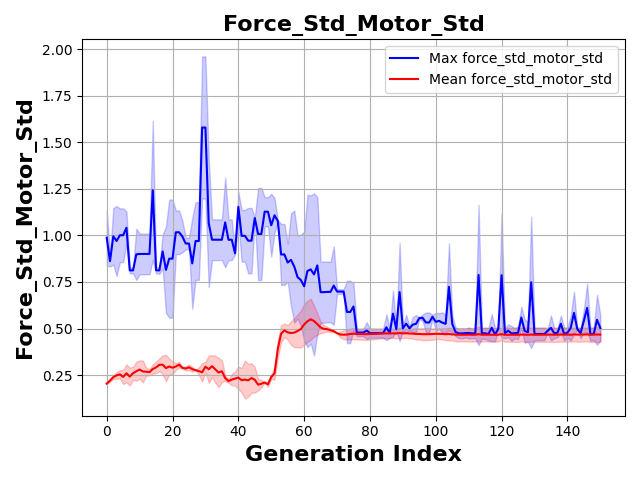 Force_Std_Motor_Std
Max force_std_motor_std
Mean force_std_motor_std
Force_Std_Motor_Std
2.00
1.75
1.50
1.25
1.00
0.75
0.50
0.25
0 20 40 60 80 100 120 140
Generation Index